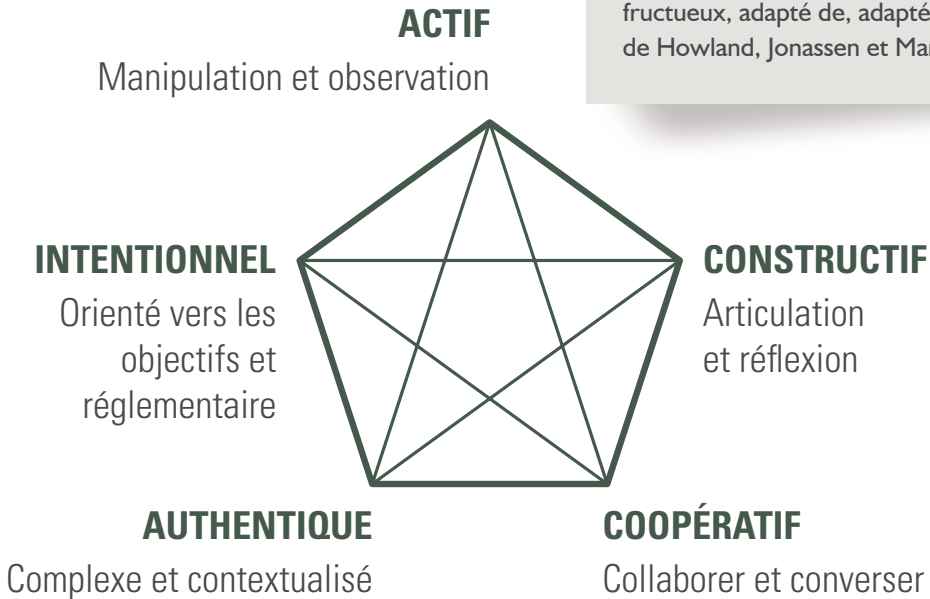 ACTIF
Manipulation et observation
fructueux, adapté de, adapté
de Howland, Jonassen et
INTENTIONNEL
Orienté vers les
objectifs et
réglementaire
CONSTRUCTIF
Articulation
et réflexion
AUTHENTIQUE
Complexe et contextualisé
COOPÉRATIF
Collaborer et converser